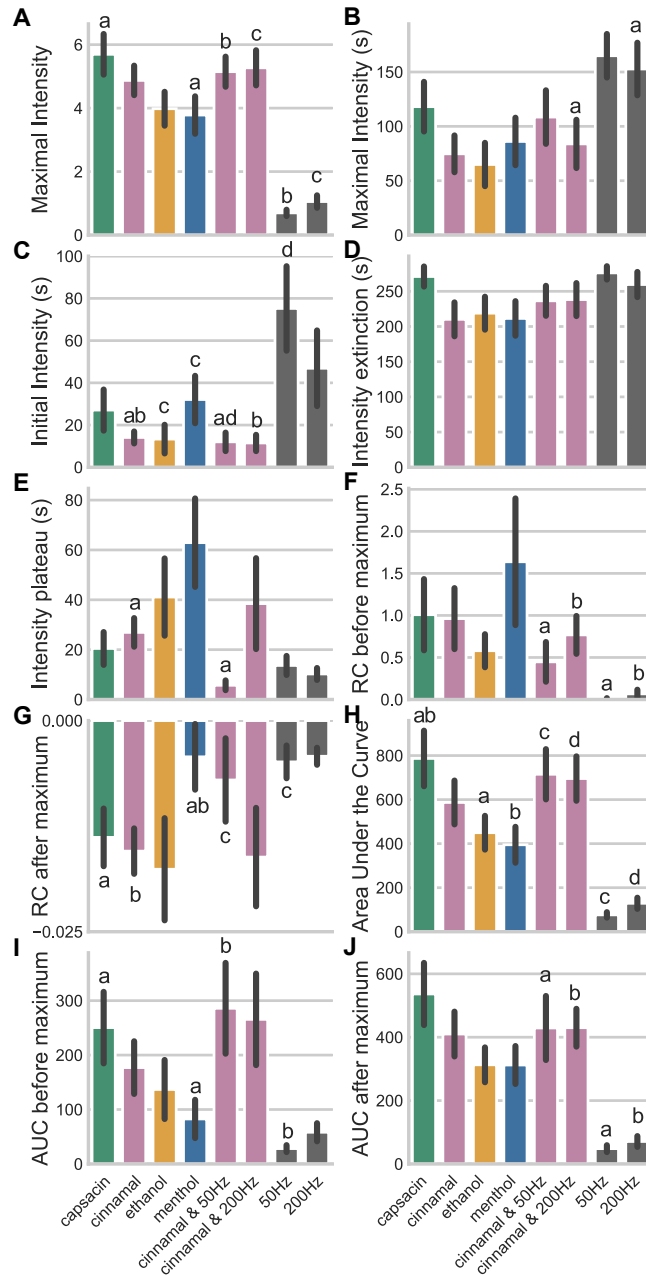 A
a
b
c
a
b
c
6
4
2
0
Maximal Intensity
B
a
a
150
100
50
0
Maximal Intensity (s)
C
d
ab
c
c
ad
b
100
80
60
40
20
0
Initial Intensity (s)
D
250
200
150
100
50
0
Intensity extinction (s)
E
a
a
80
60
40
20
0
Intensity plateau (s)
F
a
b
a
b
2.5
2.0
1.5
1.0
0.5
0.0
RC before maximum
G
0.000
−0.025
a
b
ab
c
c
RC after maximum
H
ab
a
b
c
d
c
d
800
600
400
200
0
Area Under the Curve
I
a
a
b
b
300
200
100
0
AUC before maximum
capsacin
cinnamal
ethanol
menthol
cinnamal & 50Hz
cinnamal & 200Hz
50Hz
200Hz
J
a
b
a
b
600
400
200
0
AUC after maximum
capsacin
cinnamal
ethanol
menthol
cinnamal & 50Hz
cinnamal & 200Hz
50Hz
200Hz